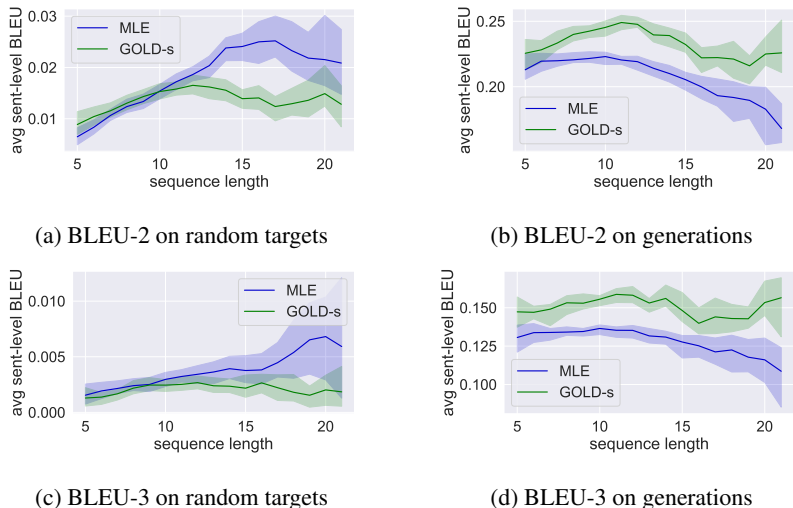 0.03
0.02
0.01
avg sent-level BLEU
MLE
GOLD-s
5
10
15
20
sequence length
(a) BLEU-2 on random targets
0.25
0.20
avg sent-level BLEU
MLE
GOLD-s
5
10
15
20
sequence length
(b) BLEU-2 on generations
0.010
0.005
0.000
avg sent-level BLEU
MLE
GOLD-s
5
10
15
20
sequence length
(c) BLEU-3 on random targets
0.150
0.125
0.100
avg sent-level BLEU
MLE
GOLD-s
5
10
15
20
sequence length
(d) BLEU-3 on generations